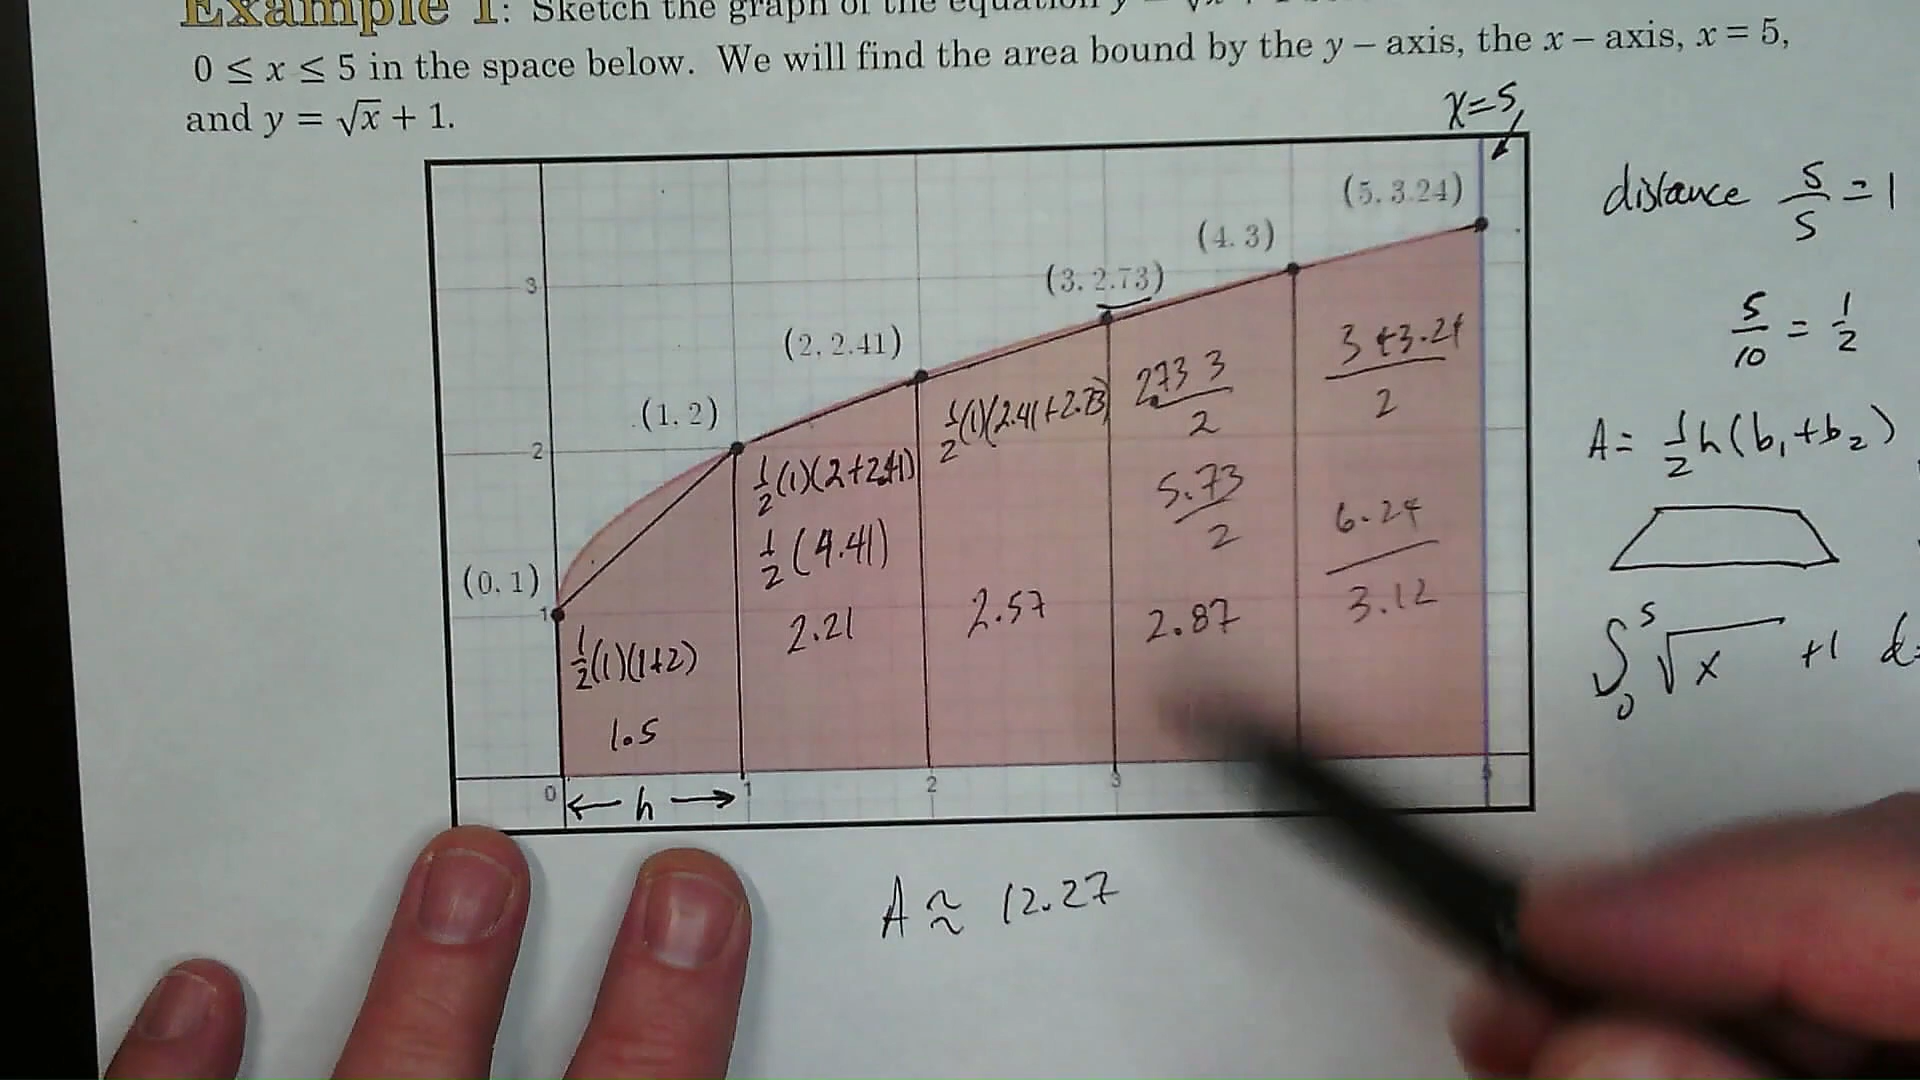 Example 1: Sketch the graph of the equation y = √x + 1
0 ≤ x ≤ 5 in the space below. We will find the area bound by the y – axis, the x – axis, x = 5,
and y = √x + 1.
x=5
(5, 3.24)
(4, 3)
(3, 2.73)
(2, 2.41)
(1, 2)
(0, 1)
3
2
1
0
1
2
3
5
½(1)(1+2)
1.5
½(1)(2+2.41)
½(4.41)
2.21
½(1)(2.41+2.73)
2.57
2.73 3/2
5.73/2
2.87
3+3.24/2
6.24
3.12
← h →
A ≈ 12.27
distance 5/5 = 1
5/10 = ½
A = ½h(b₁+b₂)
∫₀⁵ √x +1 d